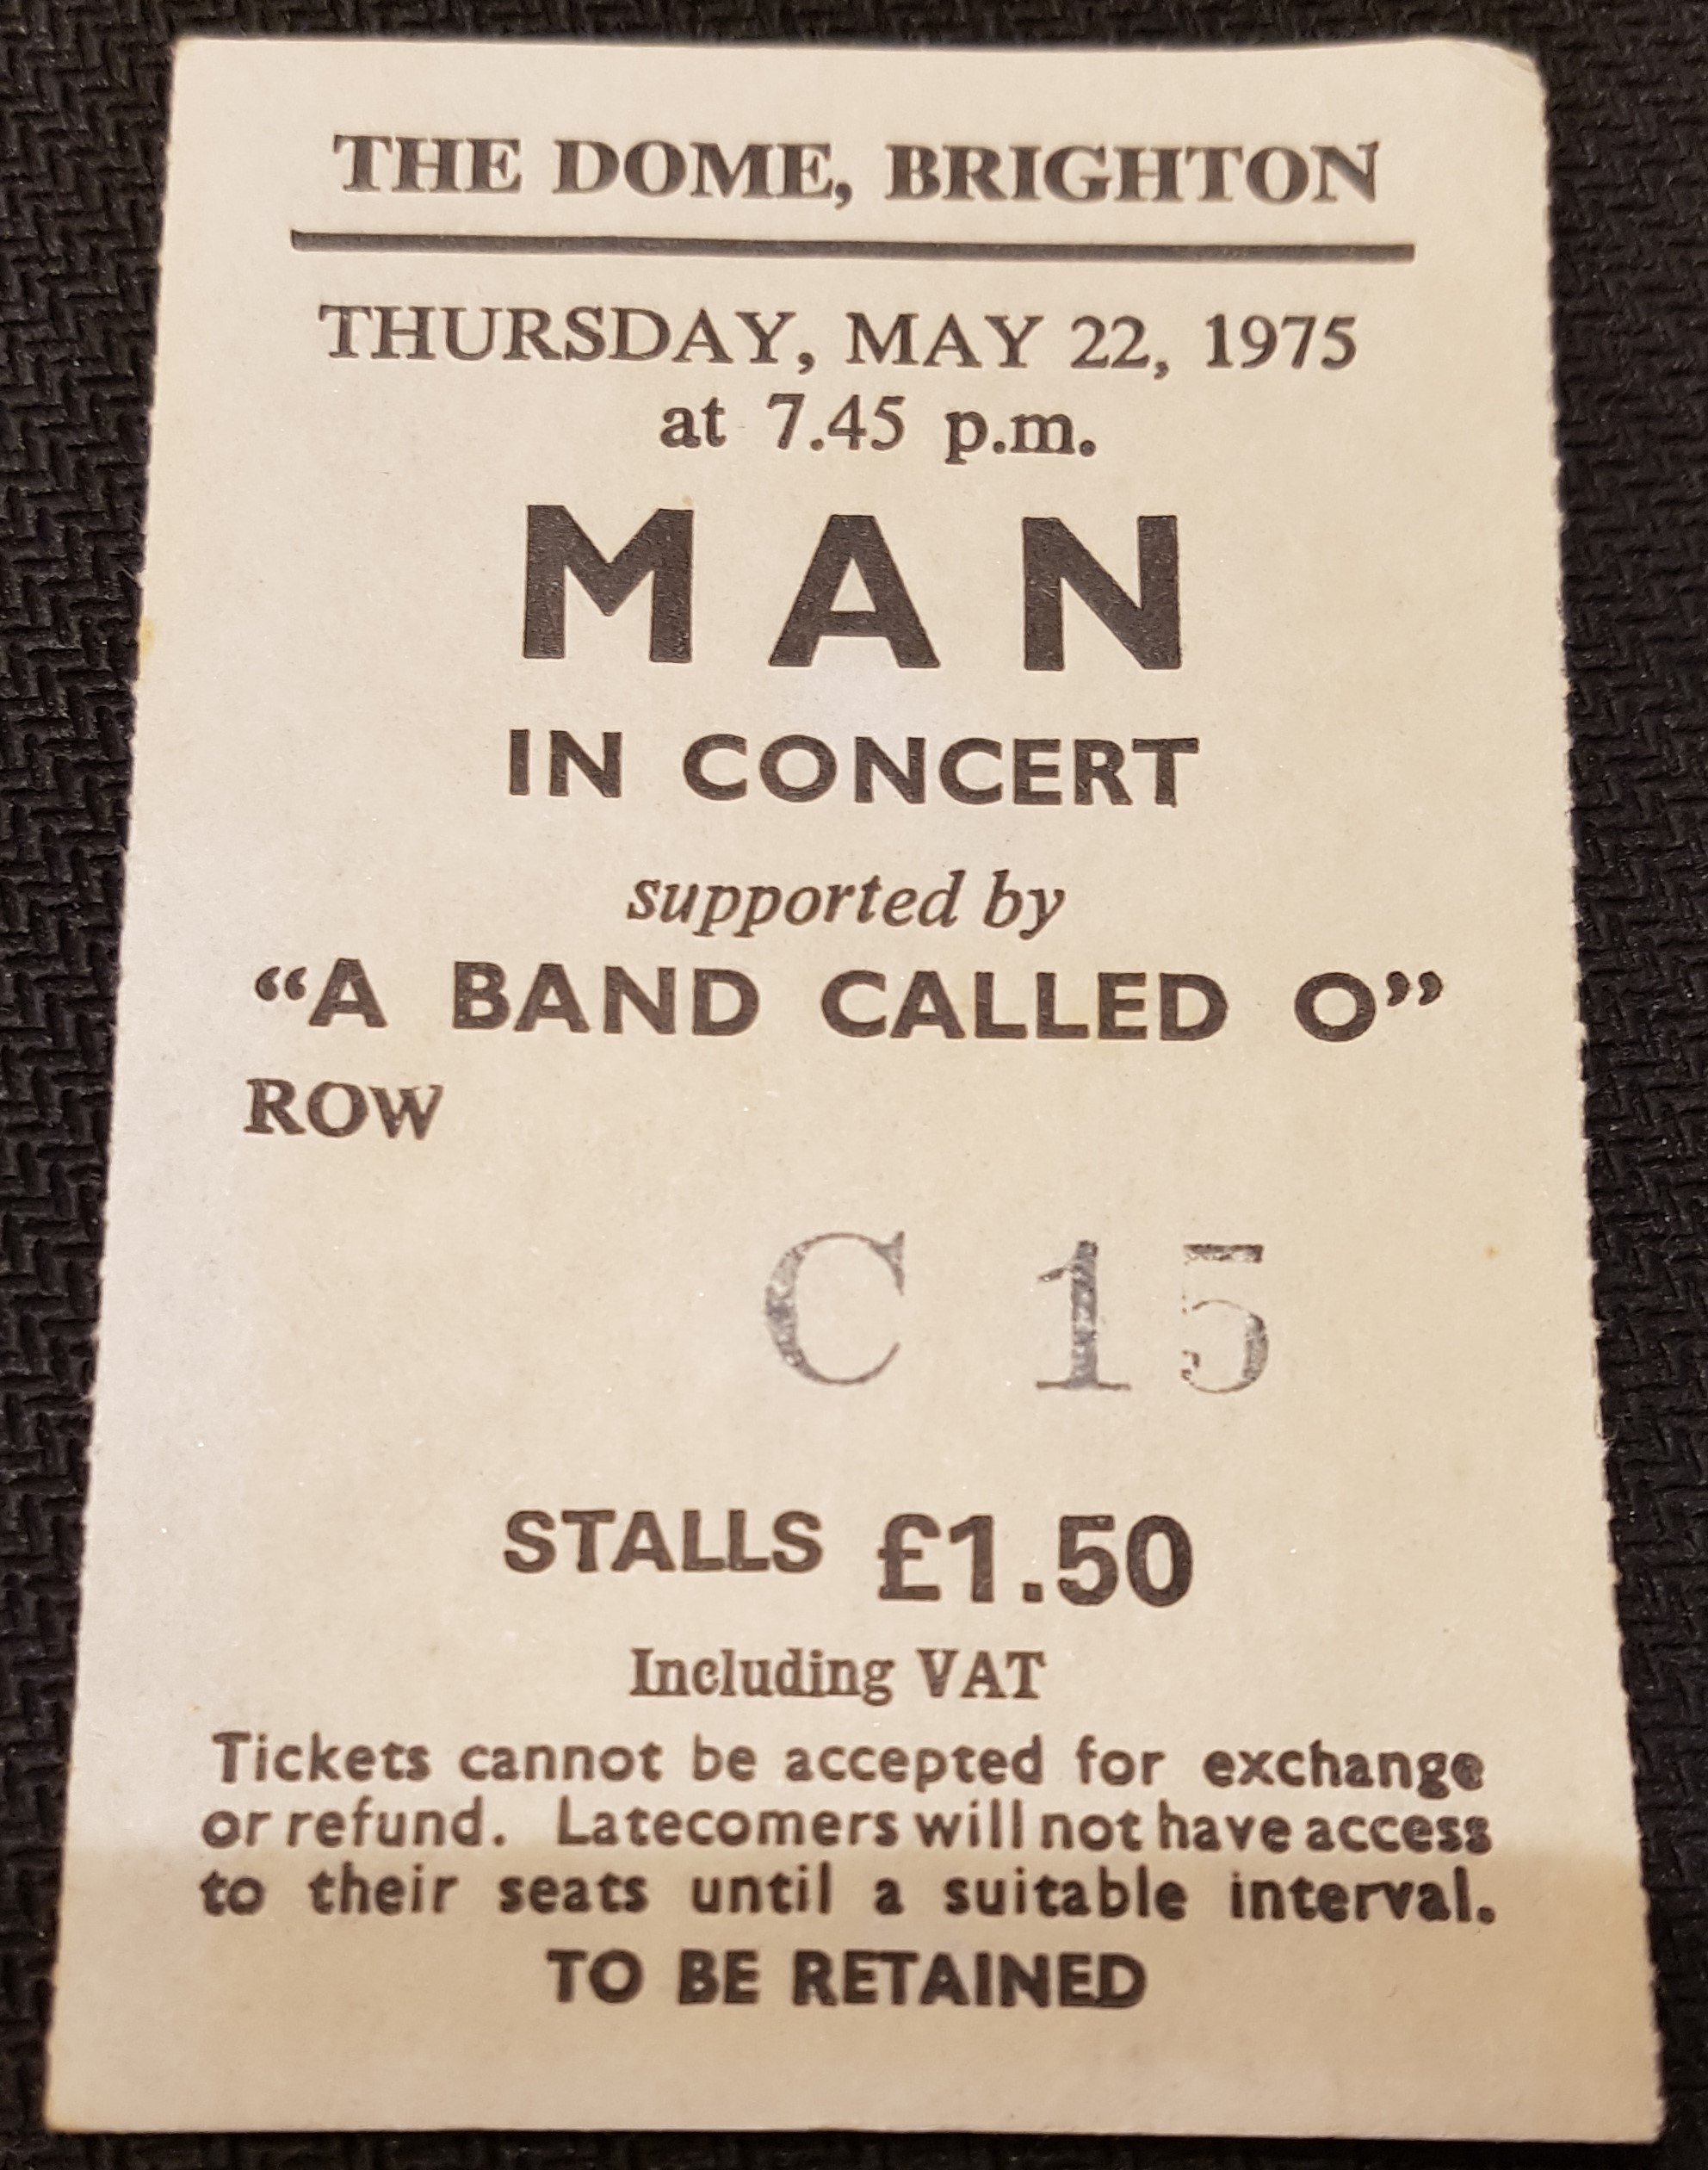 THE DOME, BRIGHTON
THURSDAY, MAY 22, 1975
at 7.45 p.m.
MAN
IN CONCERT
supported by
“A BAND CALLED O”
ROW
C 15
STALLS £1.50
Including VAT
Tickets cannot be accepted for exchange
or refund. Latecomers will not have access
to their seats until a suitable interval.
TO BE RETAINED